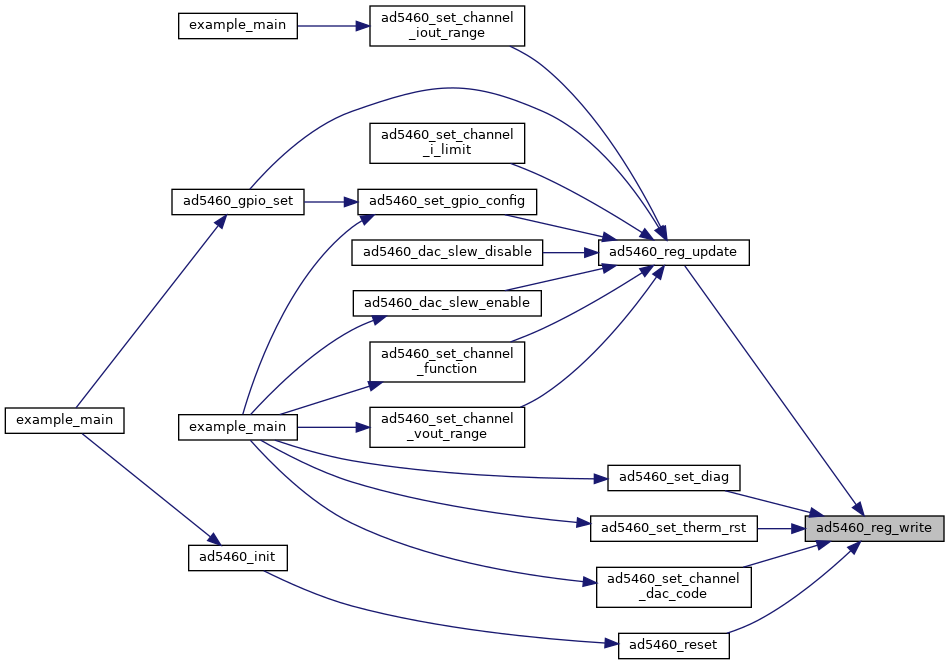 example_main
ad5460_set_channel
_iout_range
ad5460_set_channel
_i_limit
ad5460_gpio_set
ad5460_set_gpio_config
ad5460_dac_slew_disable
ad5460_reg_update
ad5460_dac_slew_enable
ad5460_set_channel
_function
example_main
example_main
ad5460_set_channel
_vout_range
ad5460_set_diag
ad5460_set_therm_rst
ad5460_reg_write
ad5460_init
ad5460_set_channel
_dac_code
ad5460_reset